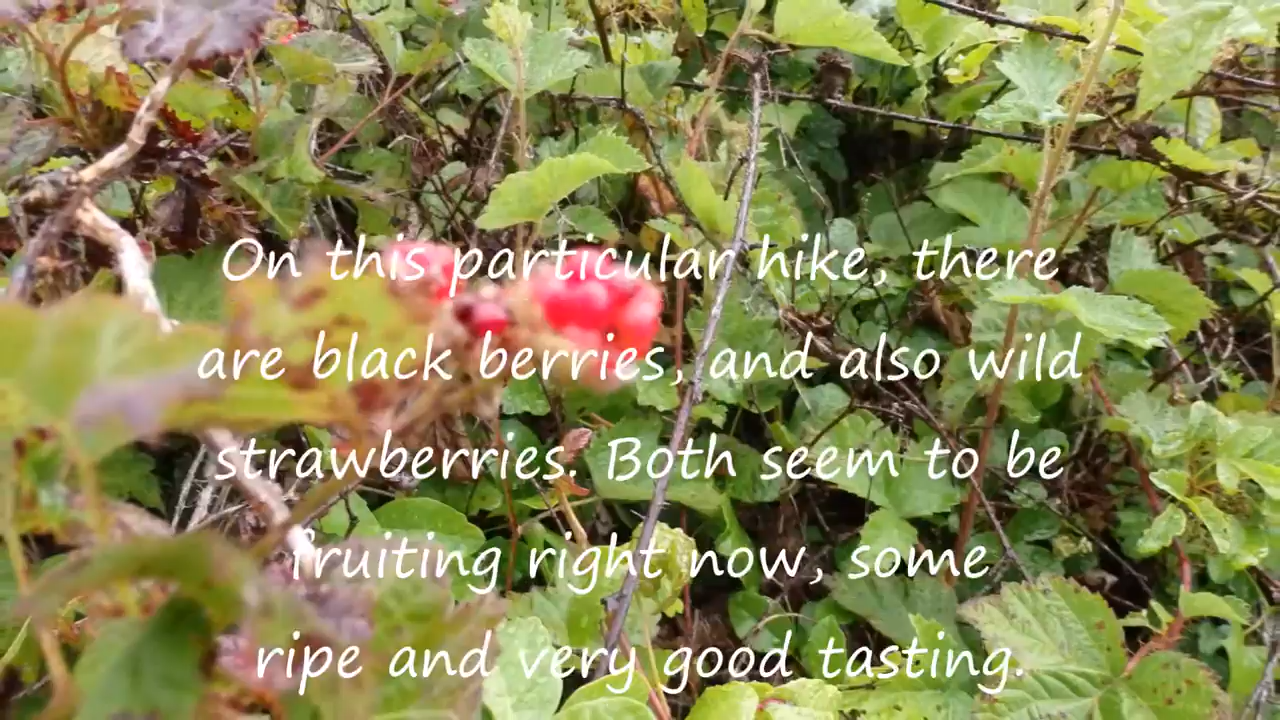 On this particular hike, there
are black berries, and also wild
strawberries. Both seem to be
fruiting right now, some
ripe and very good tasting.